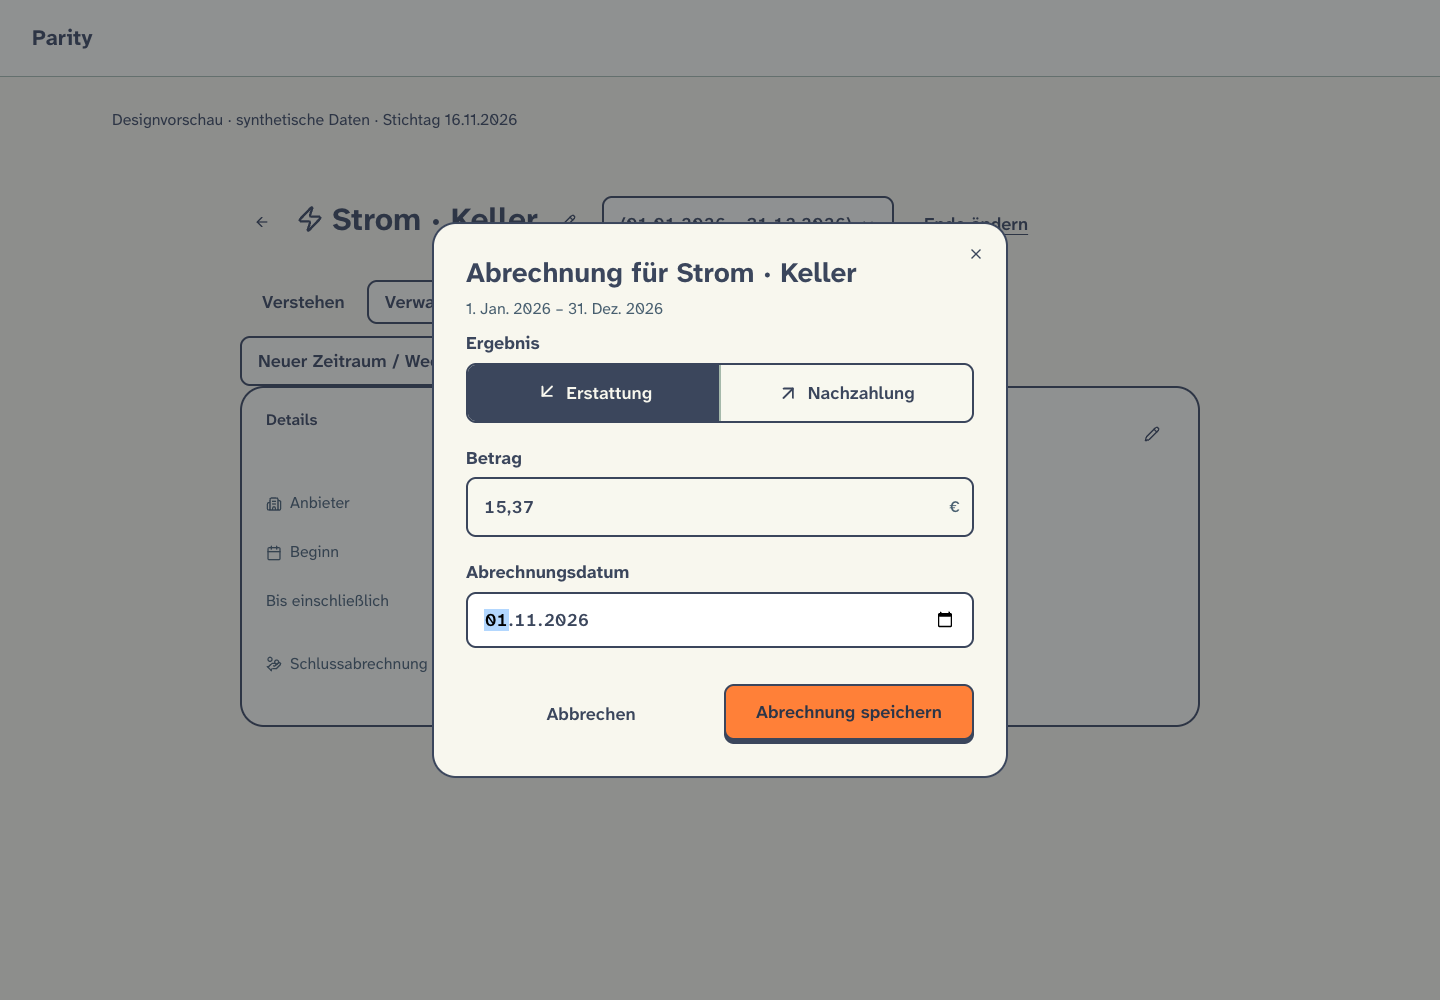 Parity
Designvorschau · synthetische Daten · Stichtag 16.11.2026
Strom · Keller
Ende ändern
Verstehen
Neuer Zeitraum /
Details
Anbieter
Beginn
Bis einschließlich
Schlussabrechnung
Abrechnung für Strom · Keller
1. Jan. 2026 – 31. Dez. 2026
Ergebnis
Erstattung Nachzahlung
Betrag
15,37 €
Abrechnungsdatum
01.11.2026
Abbrechen Abrechnung speichern